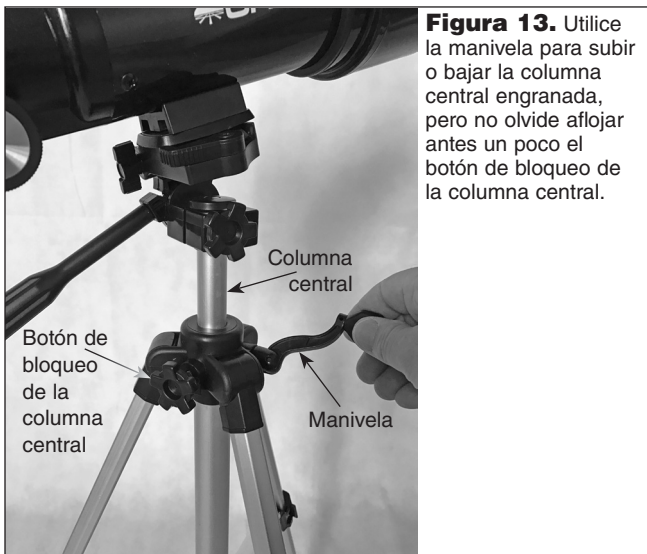 Figura 13. Utilice
la manivela para subir
o bajar la columna
central engranada,
pero no olvide aflojar
antes un poco el
botón de bloqueo de
la columna central.
Columna
central
Botón de
bloqueo
de la
columna
central
Manivela